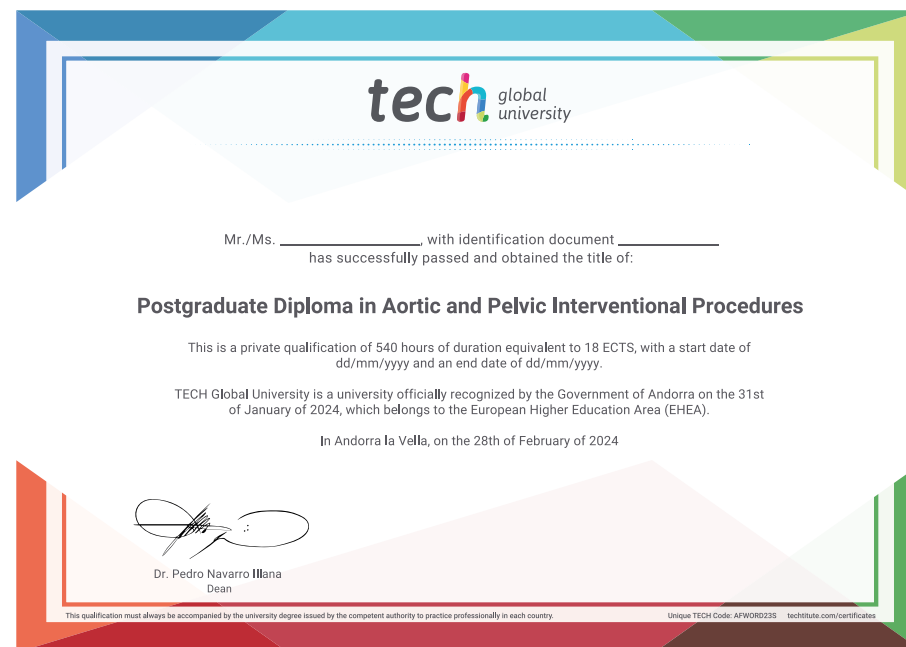 tech global university
Mr./Ms. ____________________, with identification document ______________
has successfully passed and obtained the title of:
Postgraduate Diploma in Aortic and Pelvic Interventional Procedures
This is a private qualification of 540 hours of duration equivalent to 18 ECTS, with a start date of
dd/mm/yyyy and an end date of dd/mm/yyyy.
TECH Global University is a university officially recognized by the Government of Andorra on the 31st
of January of 2024, which belongs to the European Higher Education Area (EHEA).
In Andorra la Vella, on the 28th of February of 2024
Dr. Pedro Navarro Illana
Dean
This qualification must always be accompanied by the university degree issued by the competent authority to practice professionally in each country.
Unique TECH Code: AFWORD23S techtitute.com/certificates